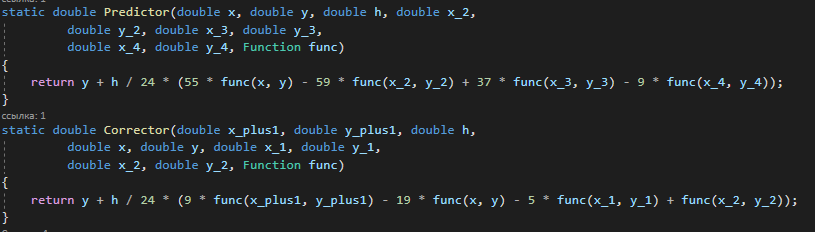 ссылка: 1
static double Predictor(double x, double y, double h, double x_2,
double y_2, double x_3, double y_3,
double x_4, double y_4, Function func)
{
return y + h / 24 * (55 * func(x, y) - 59 * func(x_2, y_2) + 37 * func(x_3, y_3) - 9 * func(x_4, y_4));
}
ссылка: 1
static double Corrector(double x_plus1, double y_plus1, double h,
double x, double y, double x_1, double y_1,
double x_2, double y_2, Function func)
{
return y + h / 24 * (9 * func(x_plus1, y_plus1) - 19 * func(x, y) - 5 * func(x_1, y_1) + func(x_2, y_2));
}